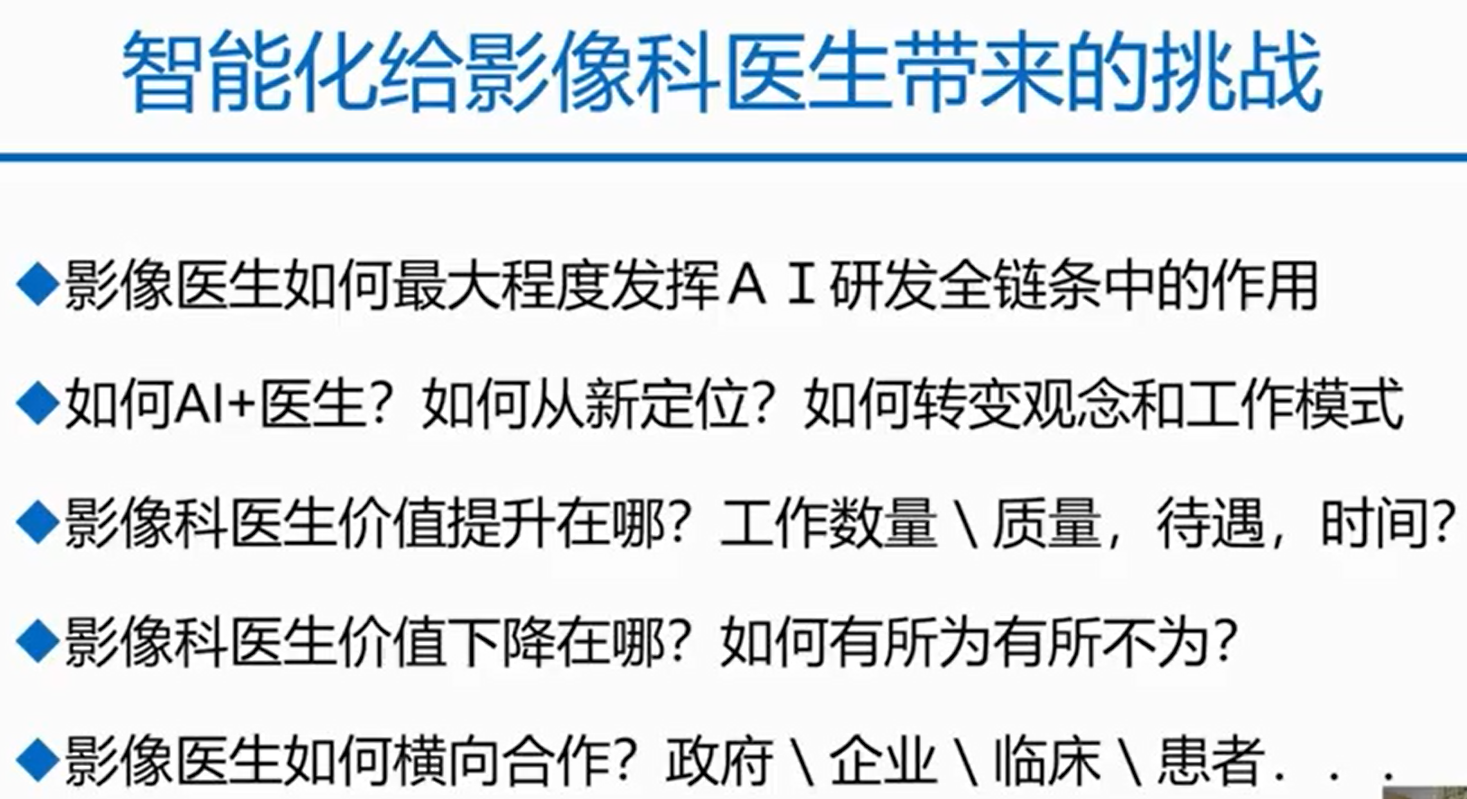 智能化给影像科医生带来的挑战
◆影像医生如何最大程度发挥ＡＩ研发全链条中的作用
◆如何AI+医生？如何从新定位？如何转变观念和工作模式
◆影像科医生价值提升在哪？工作数量\质量，待遇，时间？
◆影像科医生价值下降在哪？如何有所为有所不为？
◆影像医生如何横向合作？政府\企业\临床\患者．．．